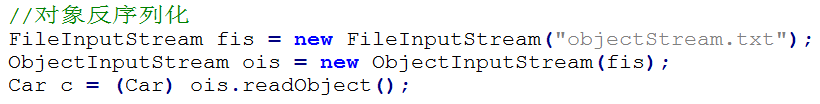 //对象反序列化
FileInputStream fis = new FileInputStream("objectStream.txt");
ObjectInputStream ois = new ObjectInputStream(fis);
Car c = (Car) ois.readObject();